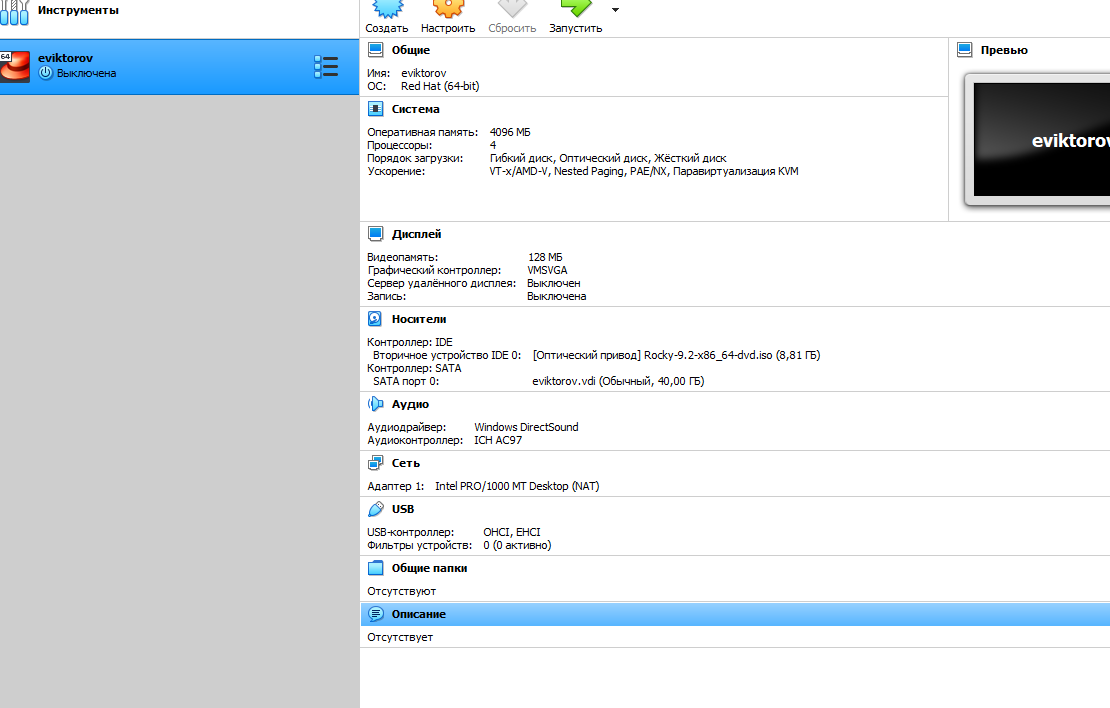 Инструменты
64
eviktorov
Выключена
Создать Настроить Сбросить Запустить
Общие
Имя: eviktorov
ОС: Red Hat (64-bit)
Превью
eviktorov
Система
Оперативная память: 4096 МБ
Процессоры: 4
Порядок загрузки: Гибкий диск, Оптический диск, Жёсткий диск
Ускорение: VT-x/AMD-V, Nested Paging, PAE/NX, Паравиртуализация KVM
Дисплей
Видеопамять: 128 МБ
Графический контроллер: VMSVGA
Сервер удалённого дисплея: Выключен
Запись: Выключена
Носители
Контроллер: IDE
Вторичное устройство IDE 0: [Оптический привод] Rocky-9.2-x86_64-dvd.iso (8,81 ГБ)
Контроллер: SATA
SATA порт 0: eviktorov.vdi (Обычный, 40,00 ГБ)
Аудио
Аудиодрайвер: Windows DirectSound
Аудиоконтроллер: ICH AC97
Сеть
Адаптер 1: Intel PRO/1000 MT Desktop (NAT)
USB
USB-контроллер: OHCI, EHCI
Фильтры устройств: 0 (0 активно)
Общие папки
Отсутствуют
Описание
Отсутствует